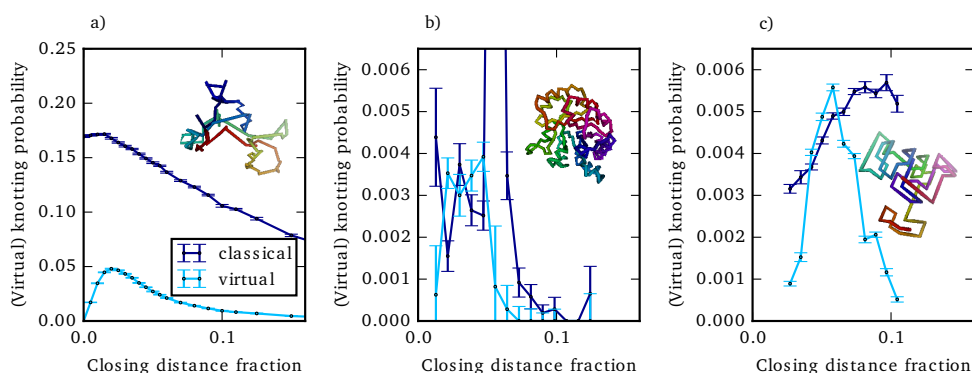 a)
(Virtual) knotting probability
0.25
0.20
0.15
0.10
0.05
0.00
0.0
0.1
Closing distance fraction
classical
virtual
b)
(Virtual) knotting probability
0.006
0.005
0.004
0.003
0.002
0.001
0.000
0.0
0.1
Closing distance fraction
c)
(Virtual) knotting probability
0.006
0.005
0.004
0.003
0.002
0.001
0.000
0.0
0.1
Closing distance fraction